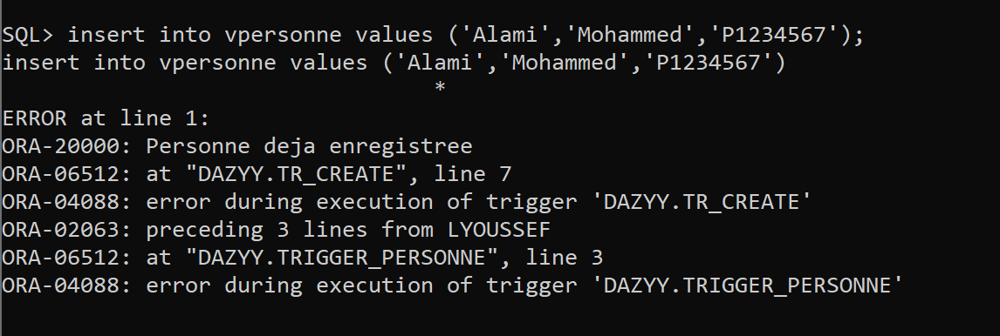 SQL> insert into vpersonne values ('Alami','Mohammed','P1234567');
insert into vpersonne values ('Alami','Mohammed','P1234567')
*
ERROR at line 1:
ORA-20000: Personne deja enregistree
ORA-06512: at "DAZYY.TR_CREATE", line 7
ORA-04088: error during execution of trigger 'DAZYY.TR_CREATE'
ORA-02063: preceding 3 lines from LYOUSSEF
ORA-06512: at "DAZYY.TRIGGER_PERSONNE", line 3
ORA-04088: error during execution of trigger 'DAZYY.TRIGGER_PERSONNE'